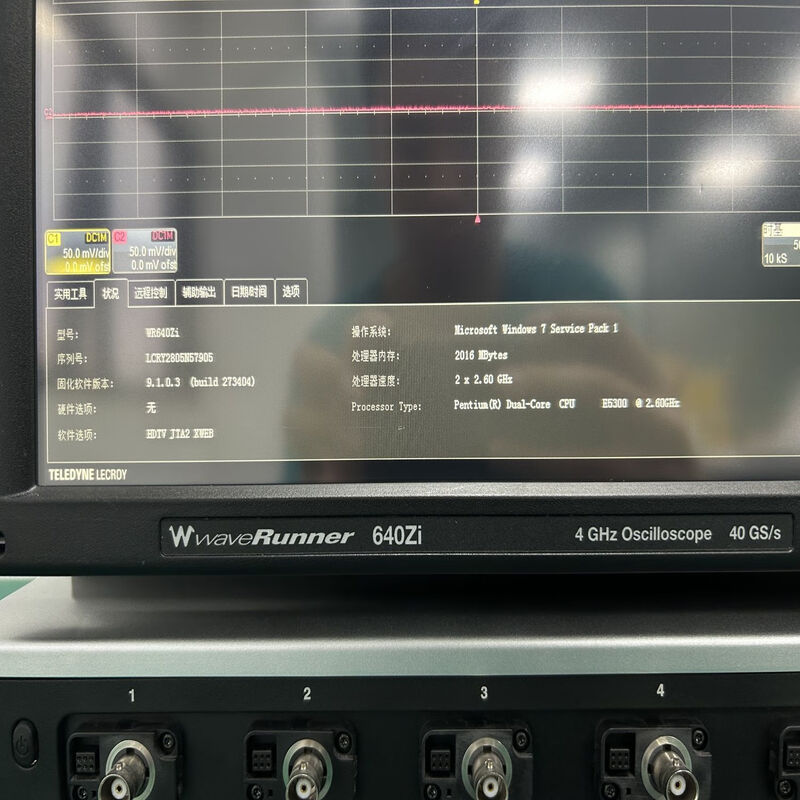 C2
C1 DC1M
50.0 mV/div
0.0 mV ofst
C2 DC1M
50.0 mV/div
0.0 mV ofst
时基
10 kS
实用工具 状况 远程控制 辅助输出 日期/时间 选项
型号: WR640Zi
序列号: LCRY2805N57905
固化软件版本: 9.1.0.3 (build 273404)
硬件选项: 无
软件选项: HDTV JTA2 XWEB
操作系统: Microsoft Windows 7 Service Pack 1
处理器内存: 2016 MBytes
处理器速度: 2 x 2.60 GHz
Processor Type: Pentium(R) Dual-Core CPU E5300 @ 2.60GHz
TELEDYNE LECROY
waveRunner 640Zi 4 GHz Oscilloscope 40 GS/s
1 2 3 4